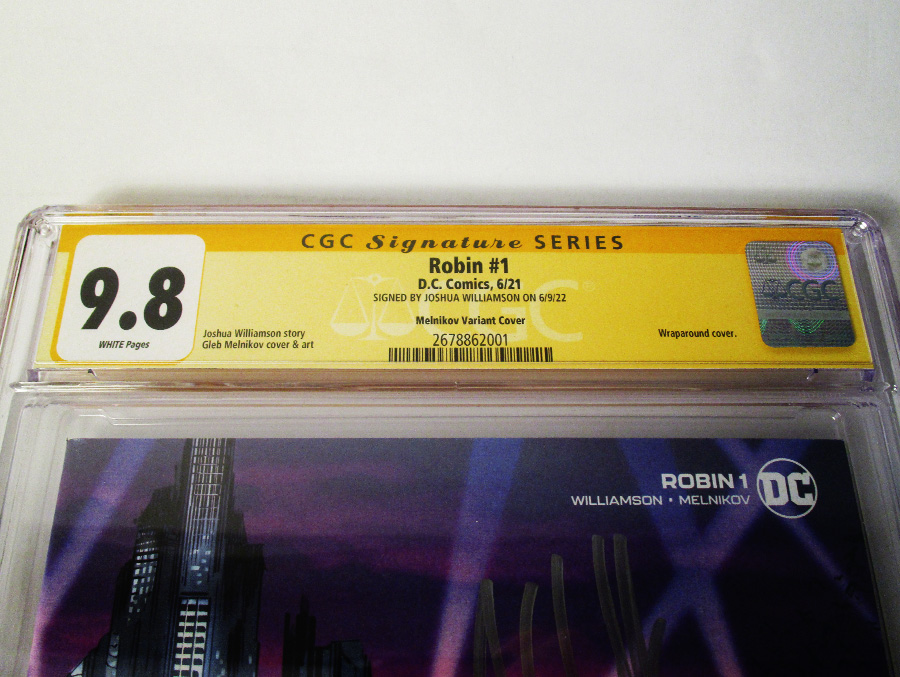 CGC Signature SERIES
Robin #1
D.C. Comics, 6/21
SIGNED BY JOSHUA WILLIAMSON ON 6/9/22
Melnikov Variant Cover
2678862001
9.8
WHITE Pages
Joshua Williamson story
Gleb Melnikov cover & art
Wraparound cover.
CGC
CGC
ROBIN 1
WILLIAMSON · MELNIKOV
DC